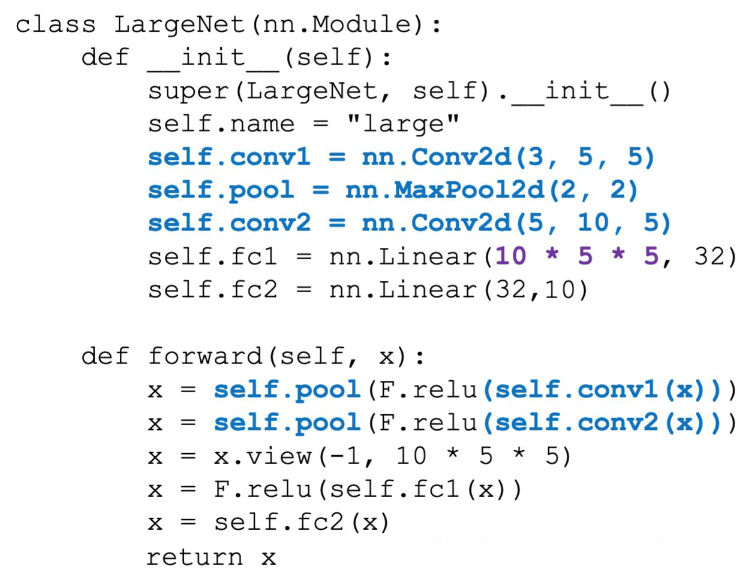 class LargeNet(nn.Module):
    def __init__(self):
        super(LargeNet, self).__init__()
        self.name = "large"
        self.conv1 = nn.Conv2d(3, 5, 5)
        self.pool = nn.MaxPool2d(2, 2)
        self.conv2 = nn.Conv2d(5, 10, 5)
        self.fc1 = nn.Linear(10 * 5 * 5, 32)
        self.fc2 = nn.Linear(32,10)

    def forward(self, x):
        x = self.pool(F.relu(self.conv1(x)))
        x = self.pool(F.relu(self.conv2(x)))
        x = x.view(-1, 10 * 5 * 5)
        x = F.relu(self.fc1(x))
        x = self.fc2(x)
        return x